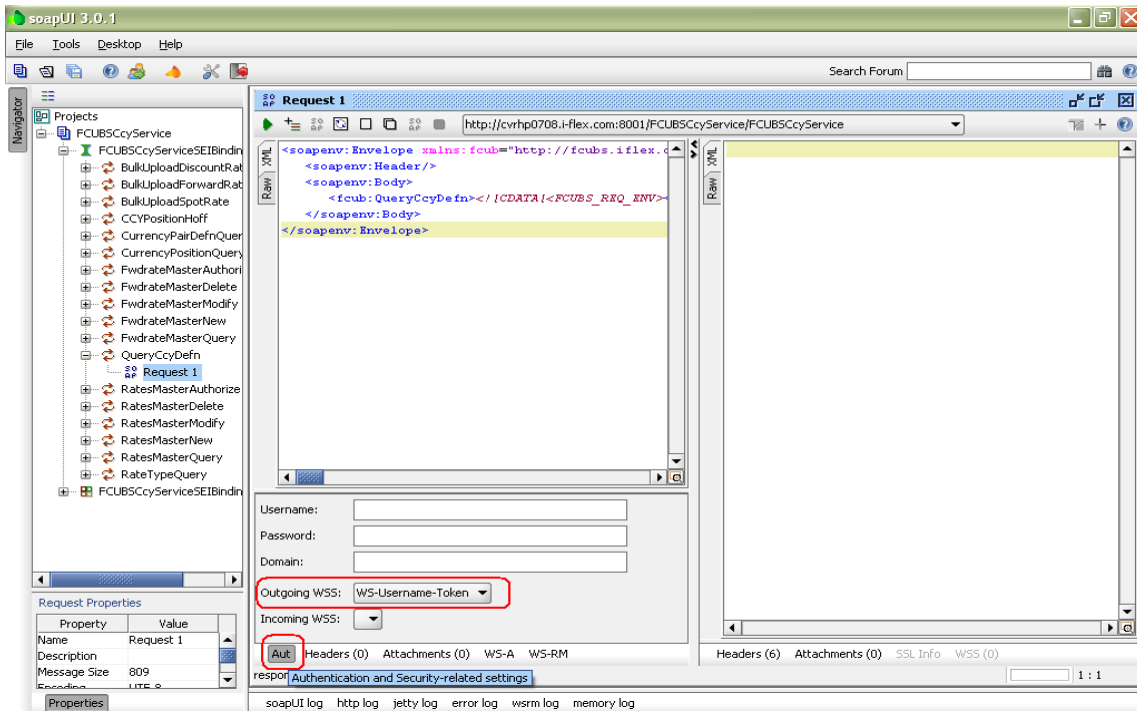 soapUI 3.0.1
File Tools Desktop Help
Search Forum
Navigator
Projects
FCUBSCcyService
FCUBSCcyServiceSEIBindin
BulkUploadDiscountRat
BulkUploadForwardRat
BulkUploadSpotRate
CCYPositionHoff
CurrencyPairDefnQuer
CurrencyPositionQuery
FwdrateMasterAuthori
FwdrateMasterDelete
FwdrateMasterModify
FwdrateMasterNew
FwdrateMasterQuery
QueryCcyDefn
Request 1
RatesMasterAuthorize
RatesMasterDelete
RatesMasterModify
RatesMasterNew
RatesMasterQuery
RateTypeQuery
FCUBSCcyServiceSEIBindin
Request Properties
Property Value
Name Request 1
Description
Message Size 809
Encoding UTF-8
Properties
Request 1
http://cvrhp0708.i-flex.com:8001/FCUBSCcyService/FCUBSCcyService
XML
Raw
<soapenv:Envelope xmlns:fcub="http://fcubs.iflex.c
<soapenv:Header/>
<soapenv:Body>
<fcub:QueryCcyDefn><![CDATA[<FCUBS_REQ_ENV><
</soapenv:Body>
</soapenv:Envelope>
Username:
Password:
Domain:
Outgoing WSS: WS-Username-Token
Incoming WSS:
Aut Headers (0) Attachments (0) WS-A WS-RM
respon
Authentication and Security-related settings
XML
Raw
Headers (6) Attachments (0) SSL Info WSS (0)
1 : 1
soapUI log http log jetty log error log wsrm log memory log